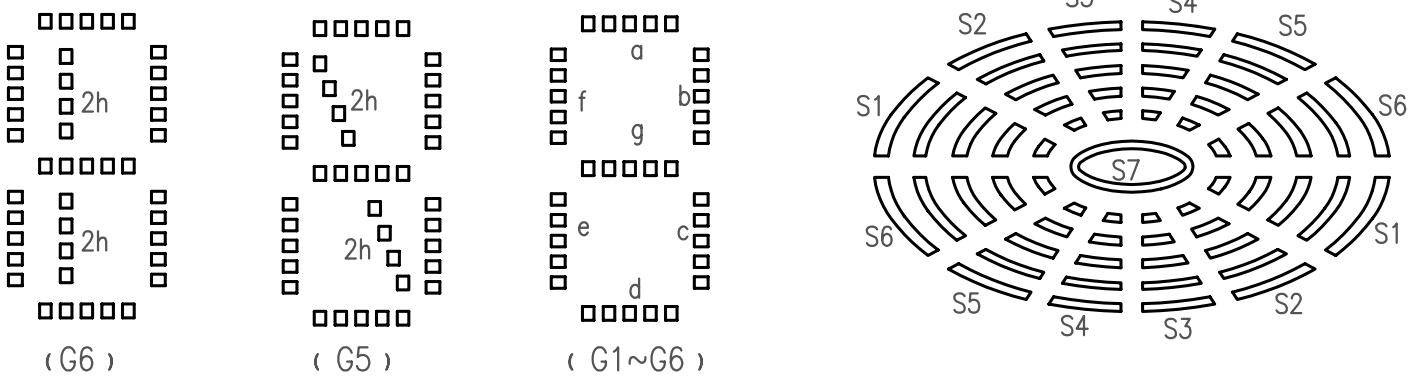 S3 S4
S2 S5
a
2h 2h f b S1 S6
g
S7
2h 2h e c S6 S1
d
S5 S2
S4 S3
( G6 ) ( G5 ) ( G1~G6 )